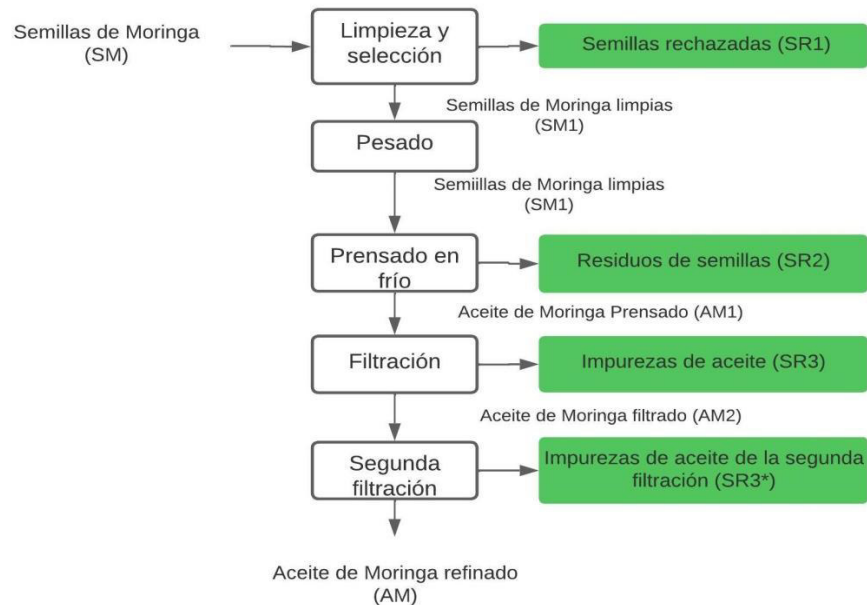 Semillas de Moringa
(SM)
Limpieza y
selección
Semillas rechazadas (SR1)
Semillas de Moringa limpias
(SM1)
Pesado
Semiillas de Moringa limpias
(SM1)
Prensado en
frío
Residuos de semillas (SR2)
Aceite de Moringa Prensado (AM1)
Filtración
Impurezas de aceite (SR3)
Aceite de Moringa filtrado (AM2)
Segunda
filtración
Impurezas de aceite de la segunda
filtración (SR3*)
Aceite de Moringa refinado
(AM)